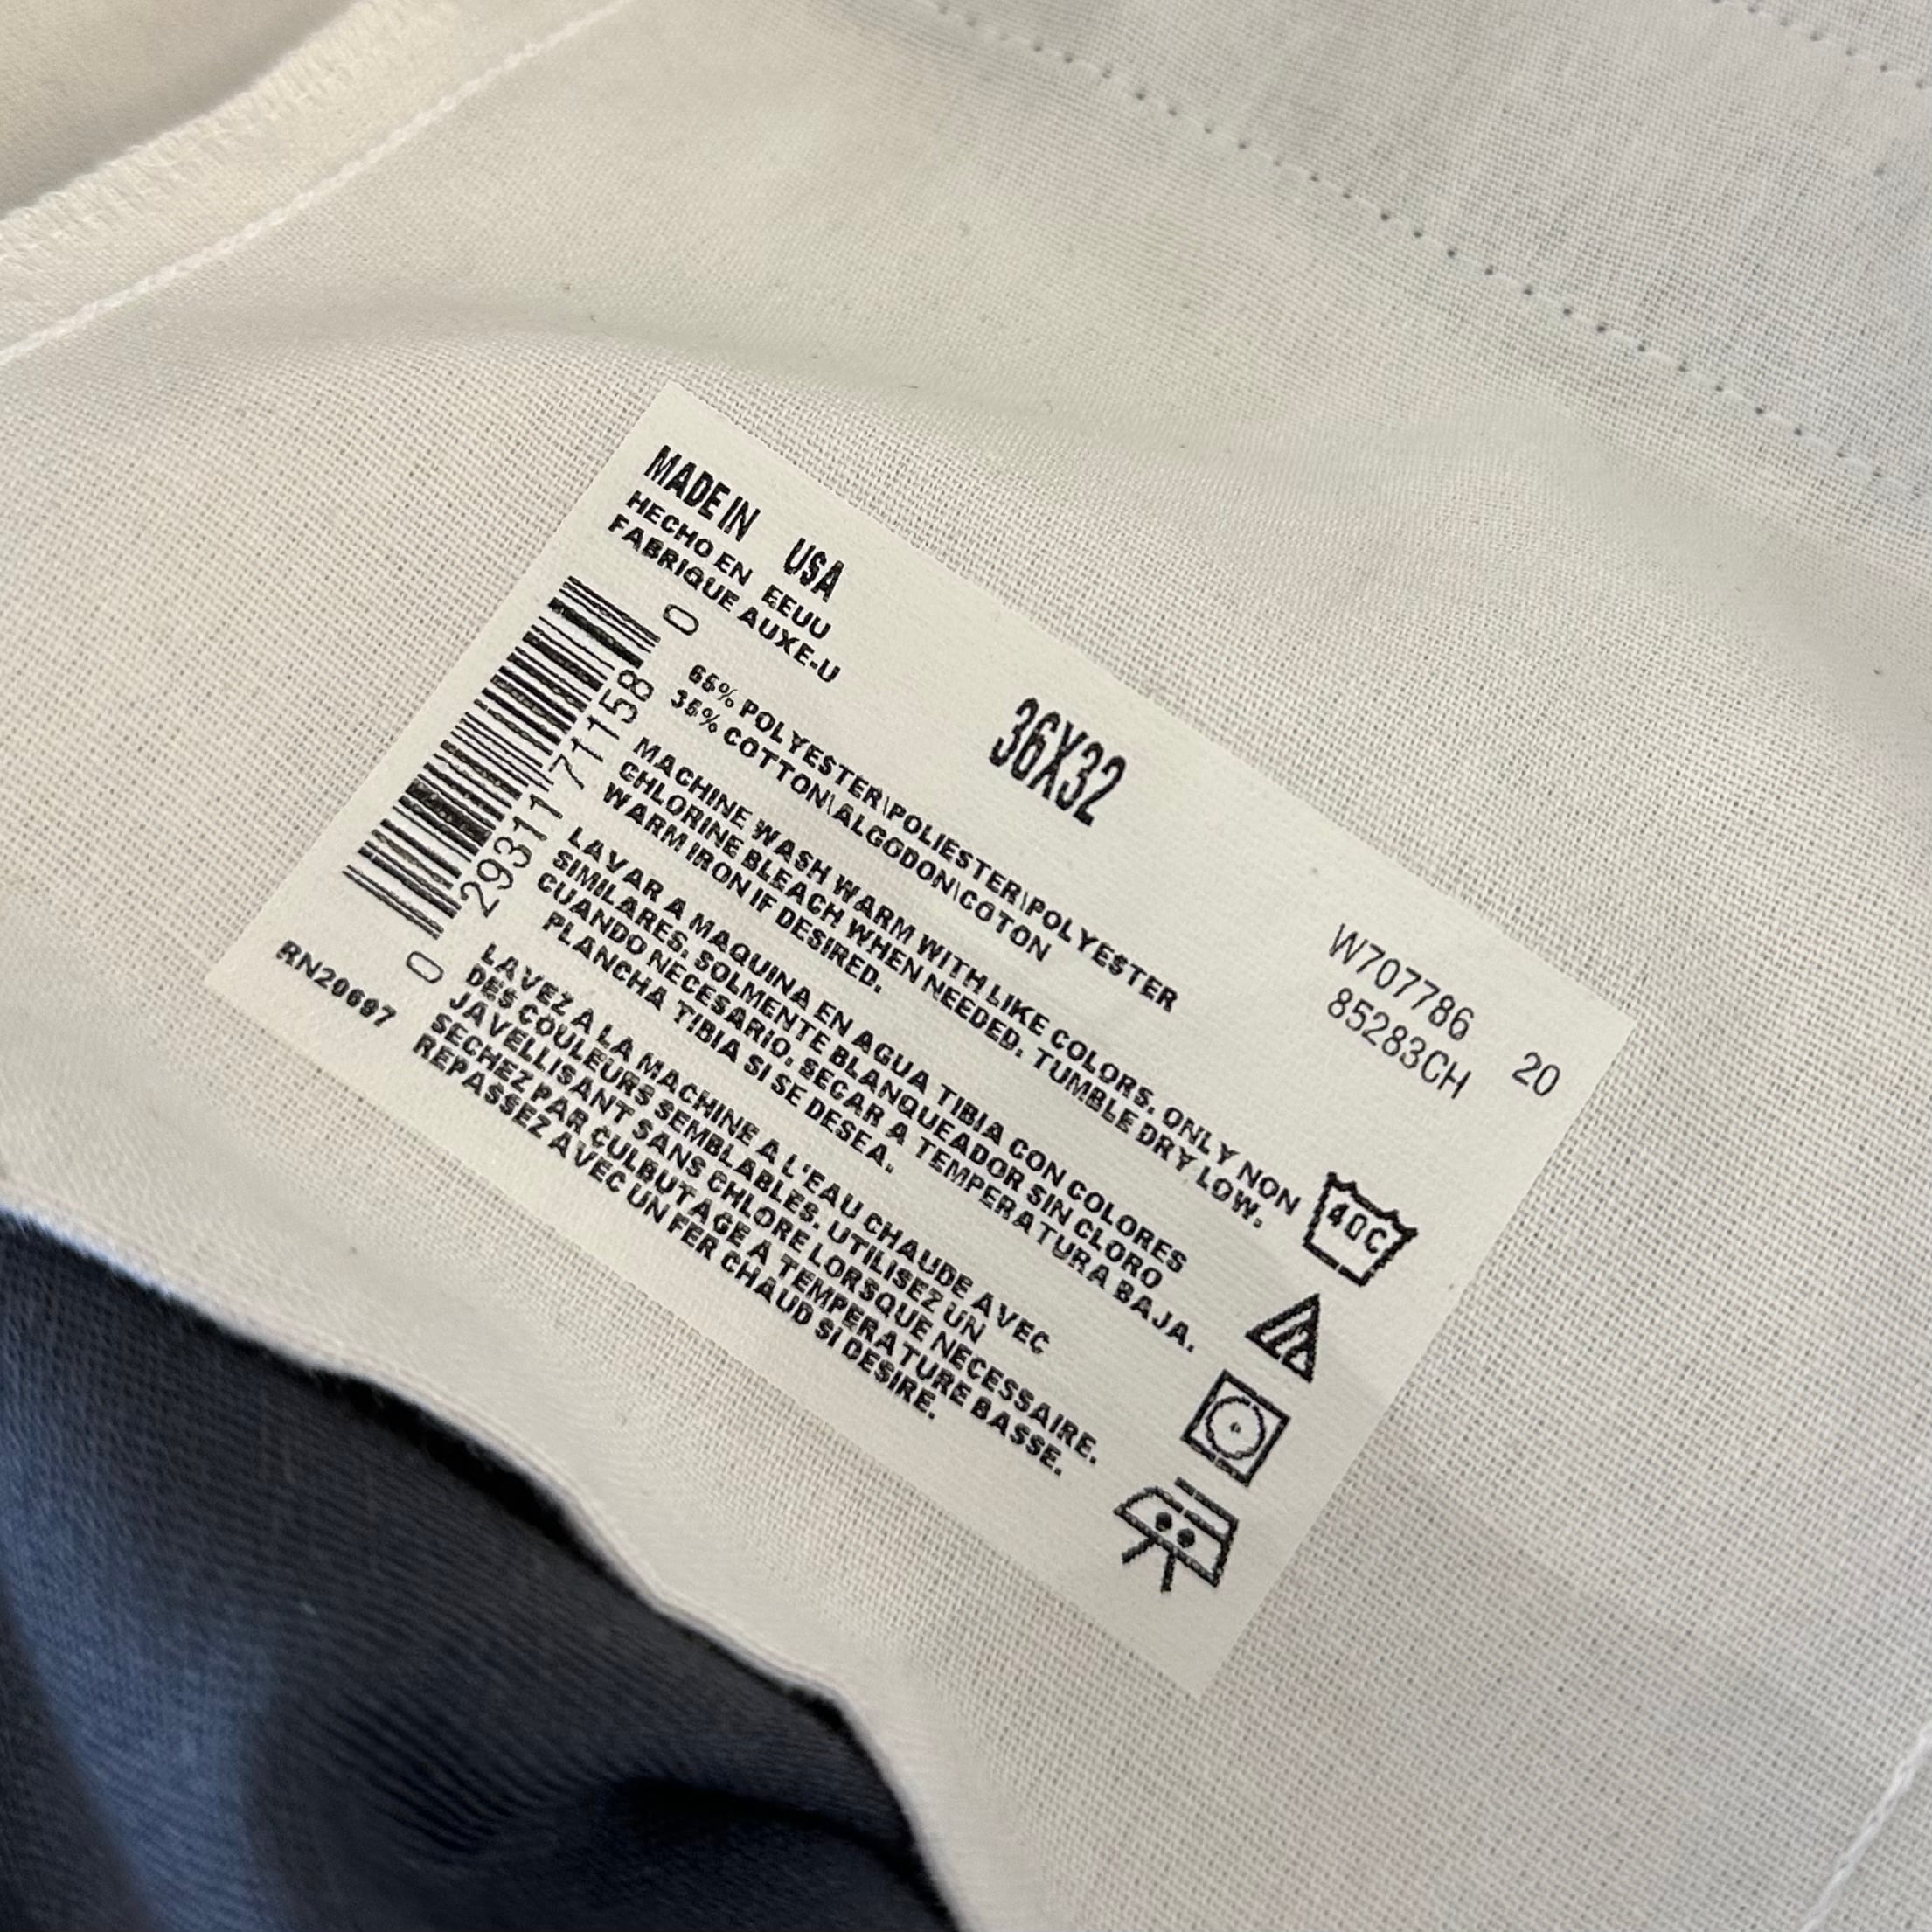 MADE IN USA
HECHO EN EEUU
FABRIQUE AUXE-U
36X32
0 29311 71158 0
RN20697
65% POLYESTER\POLIESTER\POLYESTER
35% COTTON\ALGODON\COTON
W707786
85283CH 20
MACHINE WASH WARM WITH LIKE COLORS. ONLY NON
CHLORINE BLEACH WHEN NEEDED. TUMBLE DRY LOW.
WARM IRON IF DESIRED.
LAVAR A MAQUINA EN AGUA TIBIA CON COLORES
SIMILARES. SOLMENTE BLANQUEADOR SIN CLORO
CUANDO NECESARIO. SECAR A TEMPERATURA BAJA.
PLANCHA TIBIA SI SE DESEA.
LAVEZ A LA MACHINE A L'EAU CHAUDE AVEC
DES COULEURS SEMBLABLES. UTILISEZ UN
JAVELLISANT SANS CHLORE LORSQUE NECESSAIRE.
SECHEZ PAR CULBUTAGE A TEMPERATURE BASSE.
REPASSEZ AVEC UN FER CHAUD SI DESIRE.
40C